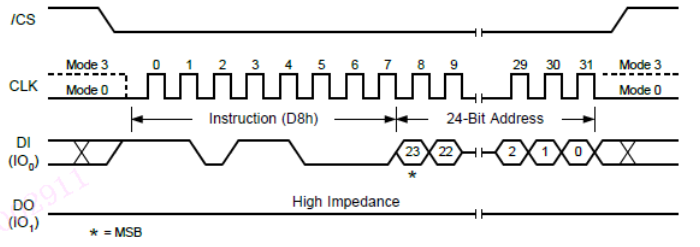 /CS
Mode 3 0 1 2 3 4 5 6 7 8 9 29 30 31 Mode 3
CLK Mode 0 Mode 0
Instruction (D8h) 24-Bit Address
DI
(IO0) 23 22 2 1 0
*
DO High Impedance
(IO1)
* = MSB